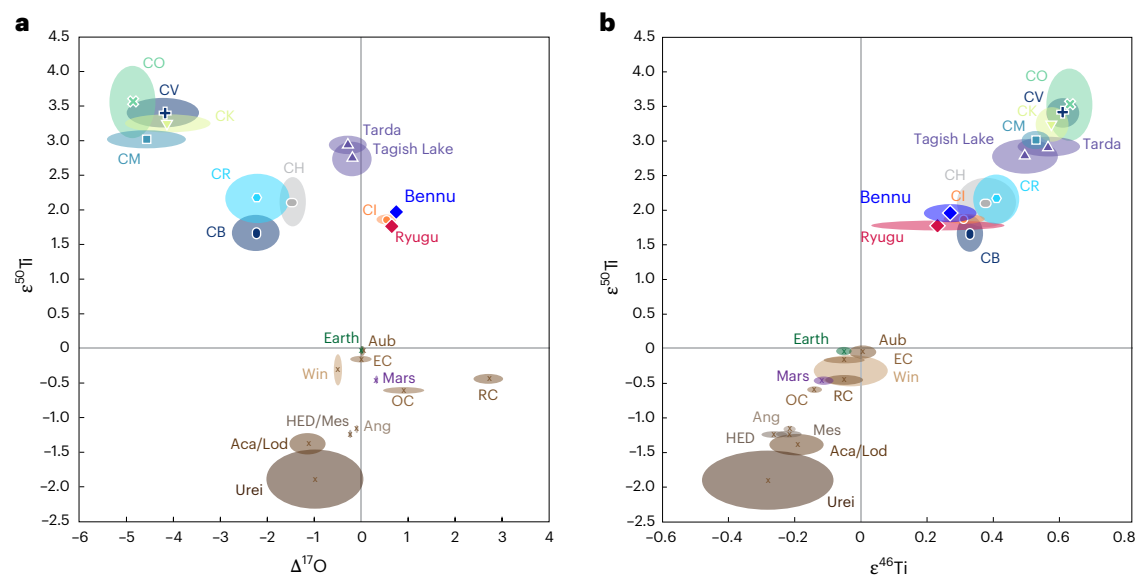 a
4.5
4.0
3.5
3.0
2.5
2.0
1.5
1.0
0.5
0
–0.5
–1.0
–1.5
–2.0
–2.5
ε⁵⁰Ti
CO
CV
CK
CM
Tarda
Tagish Lake
CR
CH
CB
CI
Bennu
Ryugu
Earth
Aub
EC
Win
Mars
OC
RC
HED/Mes
Ang
Aca/Lod
Urei
–5
–4
–3
–2
–1
0
1
2
3
4
Δ¹⁷O
b
4.5
4.0
3.5
3.0
2.5
2.0
1.5
1.0
0.5
0
–0.5
–1.0
–1.5
–2.0
–2.5
ε⁵⁰Ti
CO
CV
CK
CM
Tagish Lake
Tarda
CH
CR
CI
Bennu
Ryugu
CB
Earth
Aub
EC
Win
Mars
OC
RC
Ang
Mes
HED
Aca/Lod
Urei
–0.6
–0.4
–0.2
0
0.2
0.4
0.6
0.8
ε⁴⁶Ti